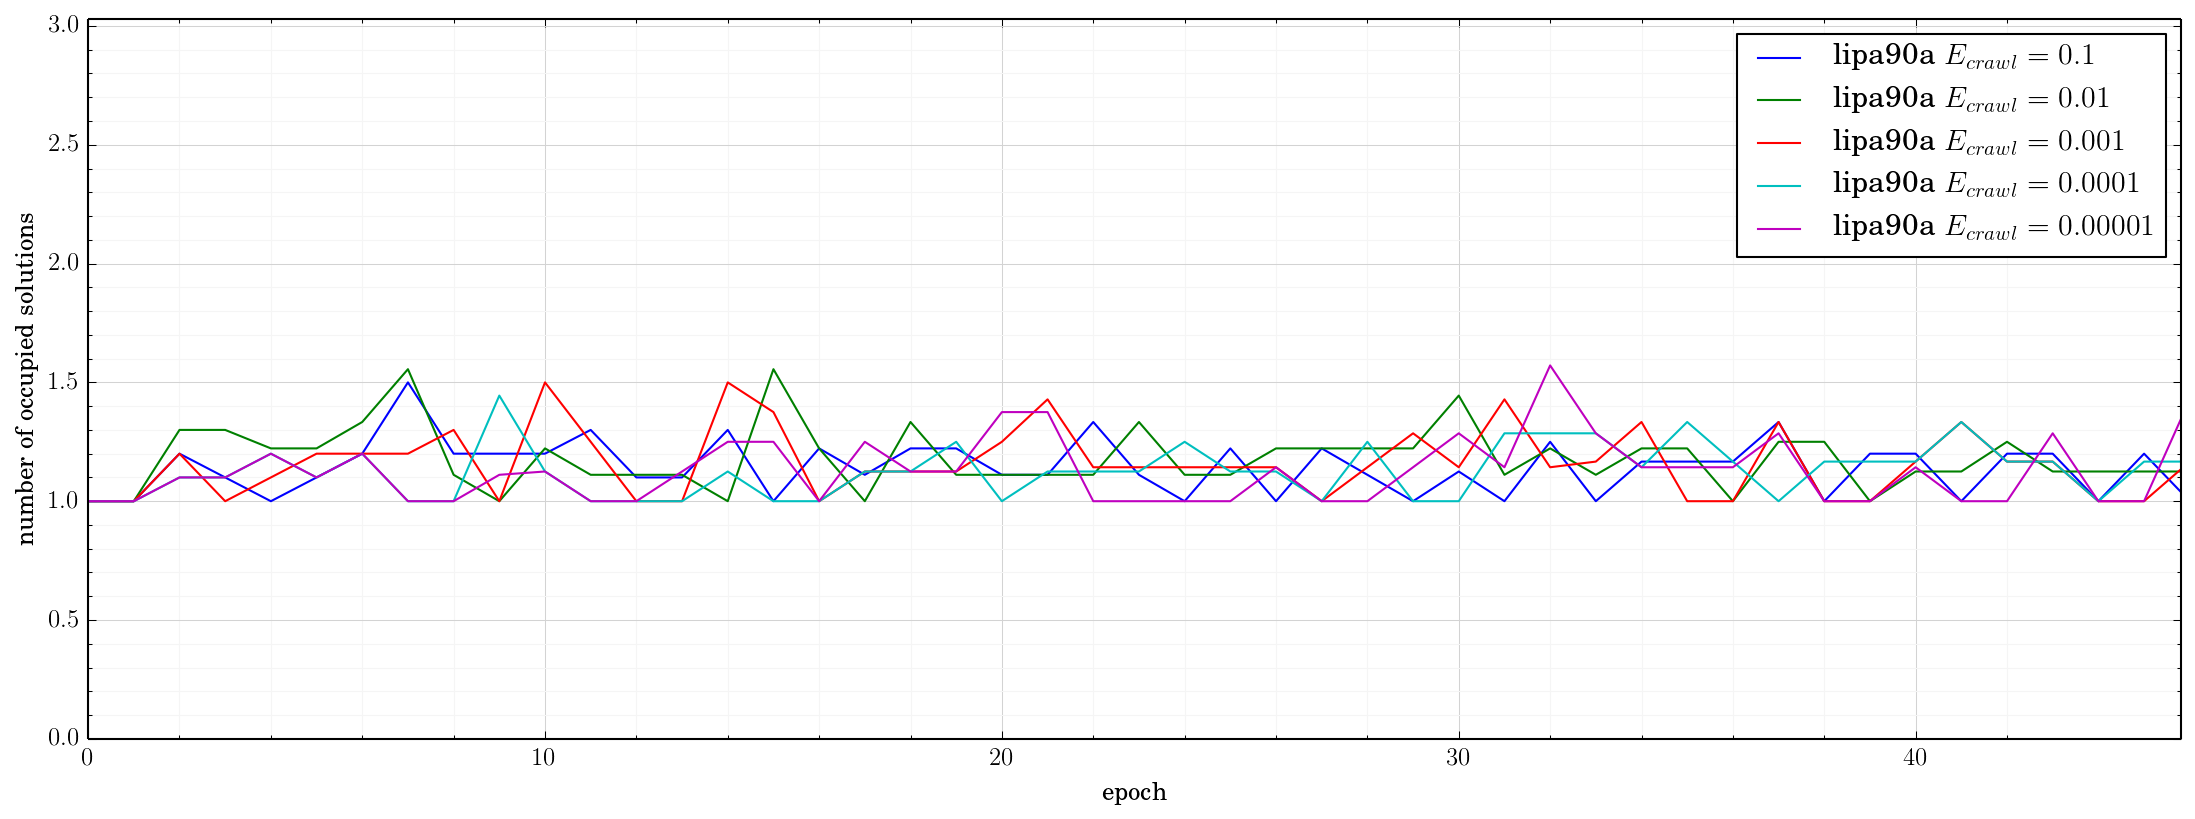 3.0
2.5
2.0
1.5
1.0
0.5
0.0
number of occupied solutions
0 10 20 30 40
epoch
lipa90a E_crawl = 0.1
lipa90a E_crawl = 0.01
lipa90a E_crawl = 0.001
lipa90a E_crawl = 0.0001
lipa90a E_crawl = 0.00001